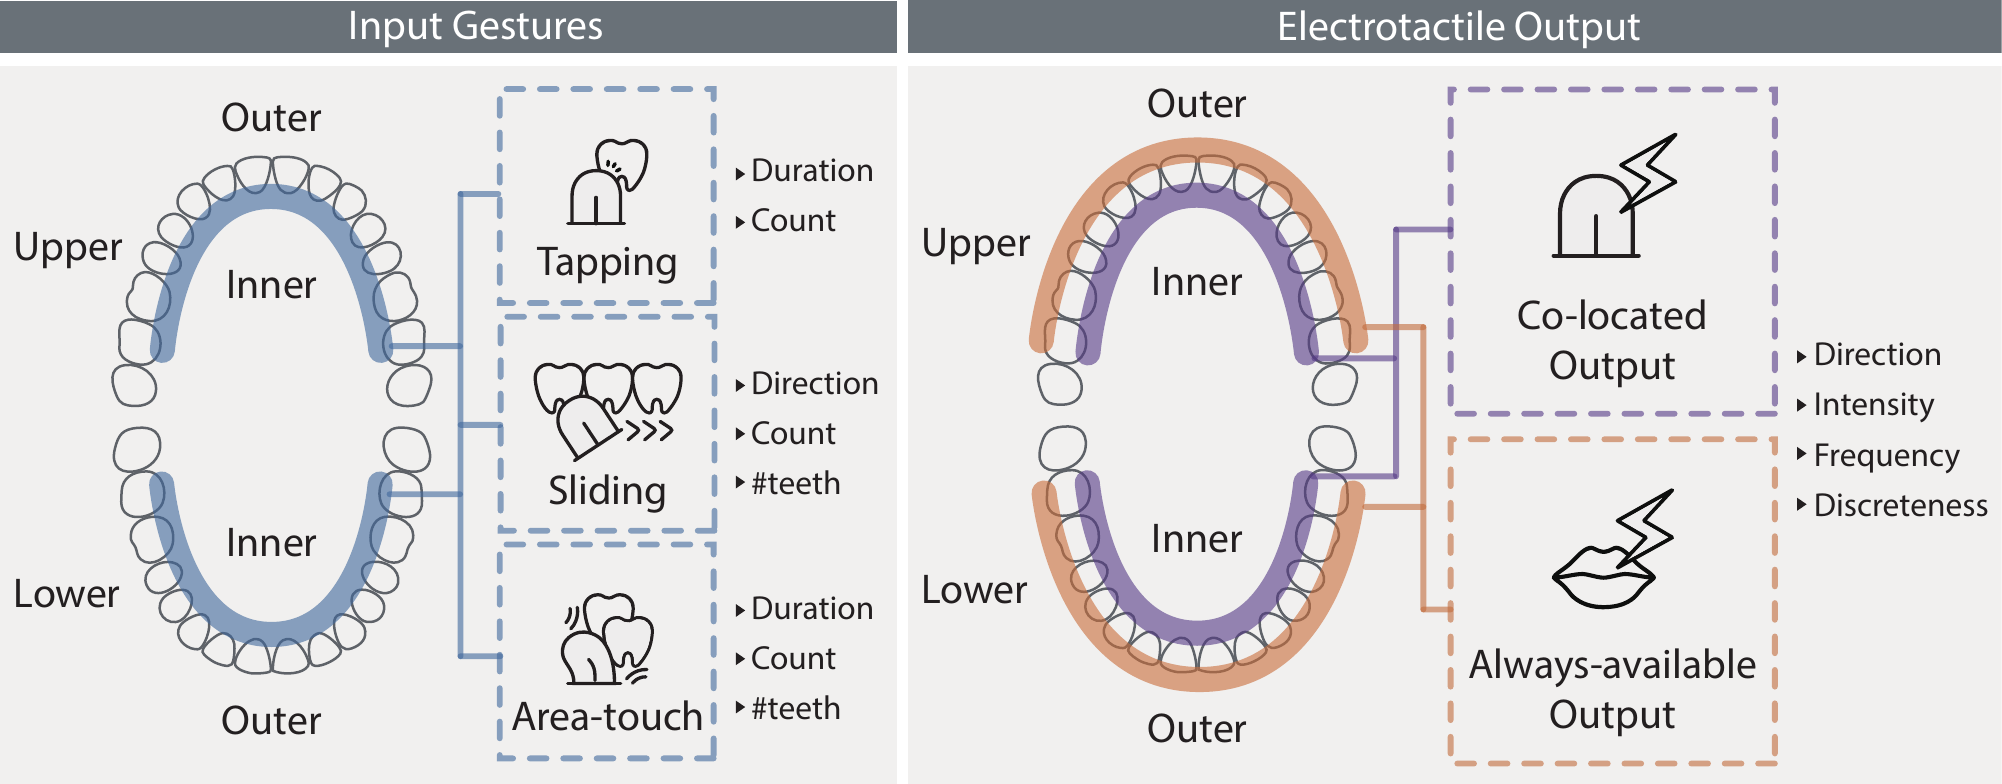 Input Gestures
Outer
Upper
Inner
Inner
Lower
Outer
Tapping
▸ Duration
▸ Count
Sliding
▸ Direction
▸ Count
▸ #teeth
Area-touch
▸ Duration
▸ Count
▸ #teeth
Electrotactile Output
Outer
Upper
Inner
Inner
Lower
Outer
Co-located
Output
Always-available
Output
▸ Direction
▸ Intensity
▸ Frequency
▸ Discreteness